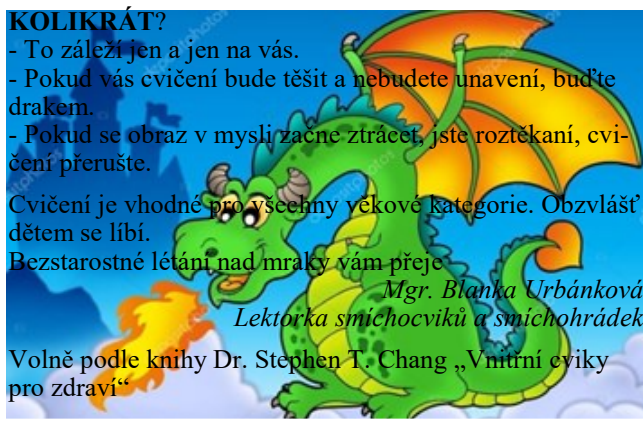 KOLIKRÁT?
- To záleží jen a jen na vás.
- Pokud vás cvičení bude těšit a nebudete unavení, buďte
drakem.
- Pokud se obraz v mysli začne ztrácet, jste roztěkaní, cvi-
čení přerušte.
Cvičení je vhodné pro všechny věkové kategorie. Obzvlášť
dětem se líbí.
Bezstarostné létání nad mraky vám přeje
Mgr. Blanka Urbánková
Lektorka smíchocviků a smíchohrádek
Volně podle knihy Dr. Stephen T. Chang „Vnitřní cviky
pro zdraví“